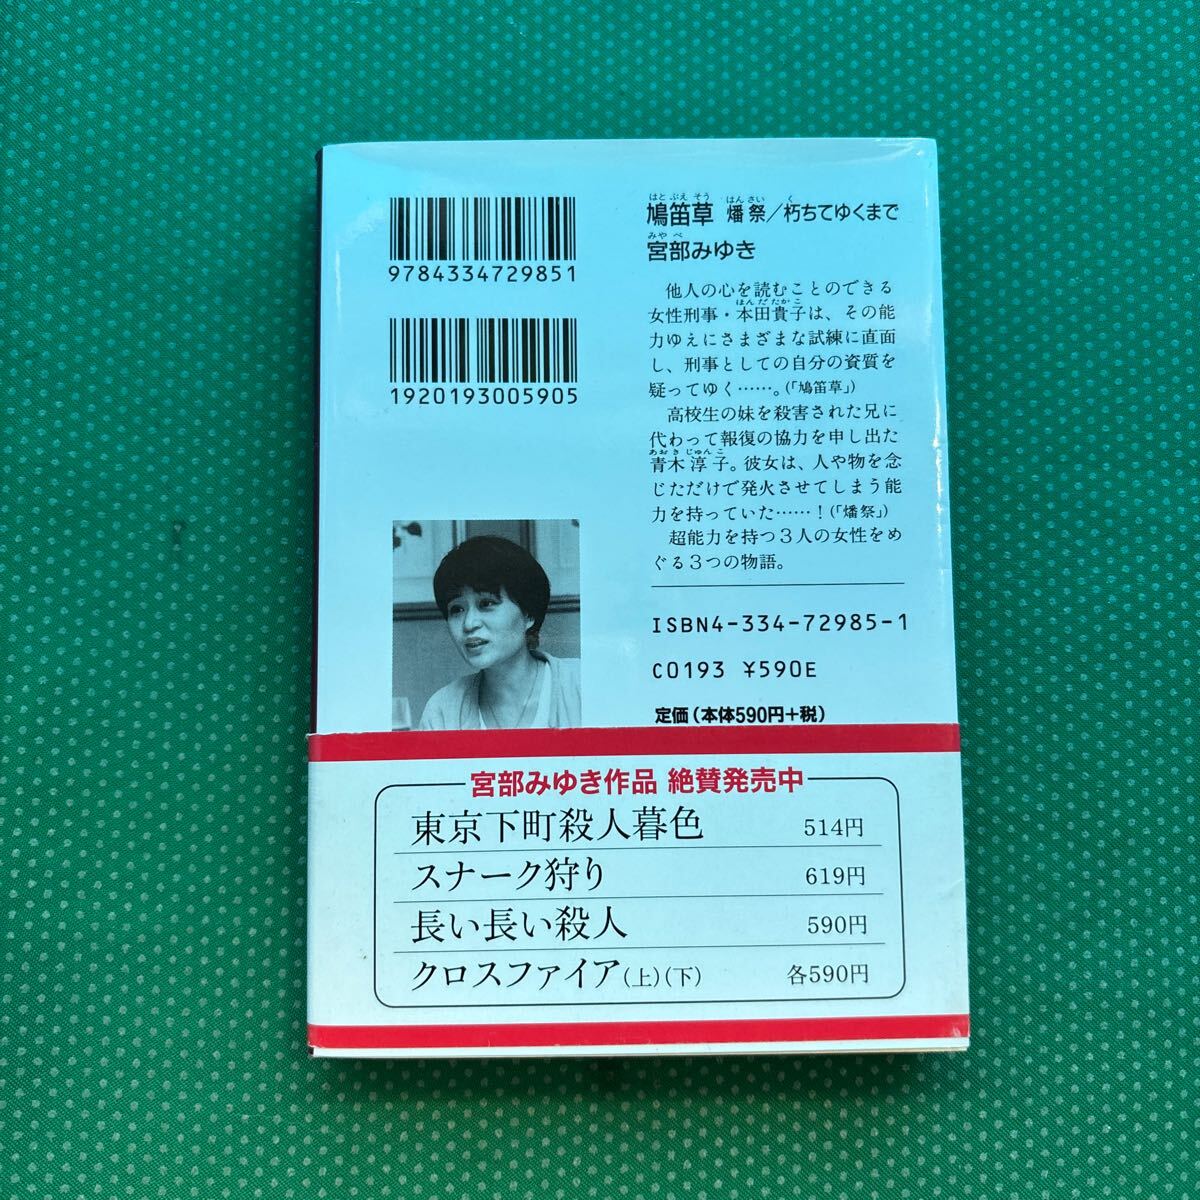 9784334729851
1920193005905
はと ぶえ そう はん さい く
鳩笛草 燔祭／朽ちてゆくまで
みや べ
宮部みゆき
他人の心を読むことのできる
ほん だ たか こ
女性刑事・本田貴子は、その能
力ゆえにさまざまな試練に直面
し、刑事としての自分の資質を
疑ってゆく……。(「鳩笛草」)
高校生の妹を殺害された兄に
代わって報復の協力を申し出た
あお き じゅん こ
青木淳子。彼女は、人や物を念
じただけで発火させてしまう能
力を持っていた……！(「燔祭」)
超能力を持つ３人の女性をめ
ぐる３つの物語。
ISBN4-334-72985-1
C0193 ¥590E
定価(本体590円+税)
宮部みゆき作品 絶賛発売中
東京下町殺人暮色 514円
スナーク狩り 619円
長い長い殺人 590円
クロスファイア(上)(下) 各590円